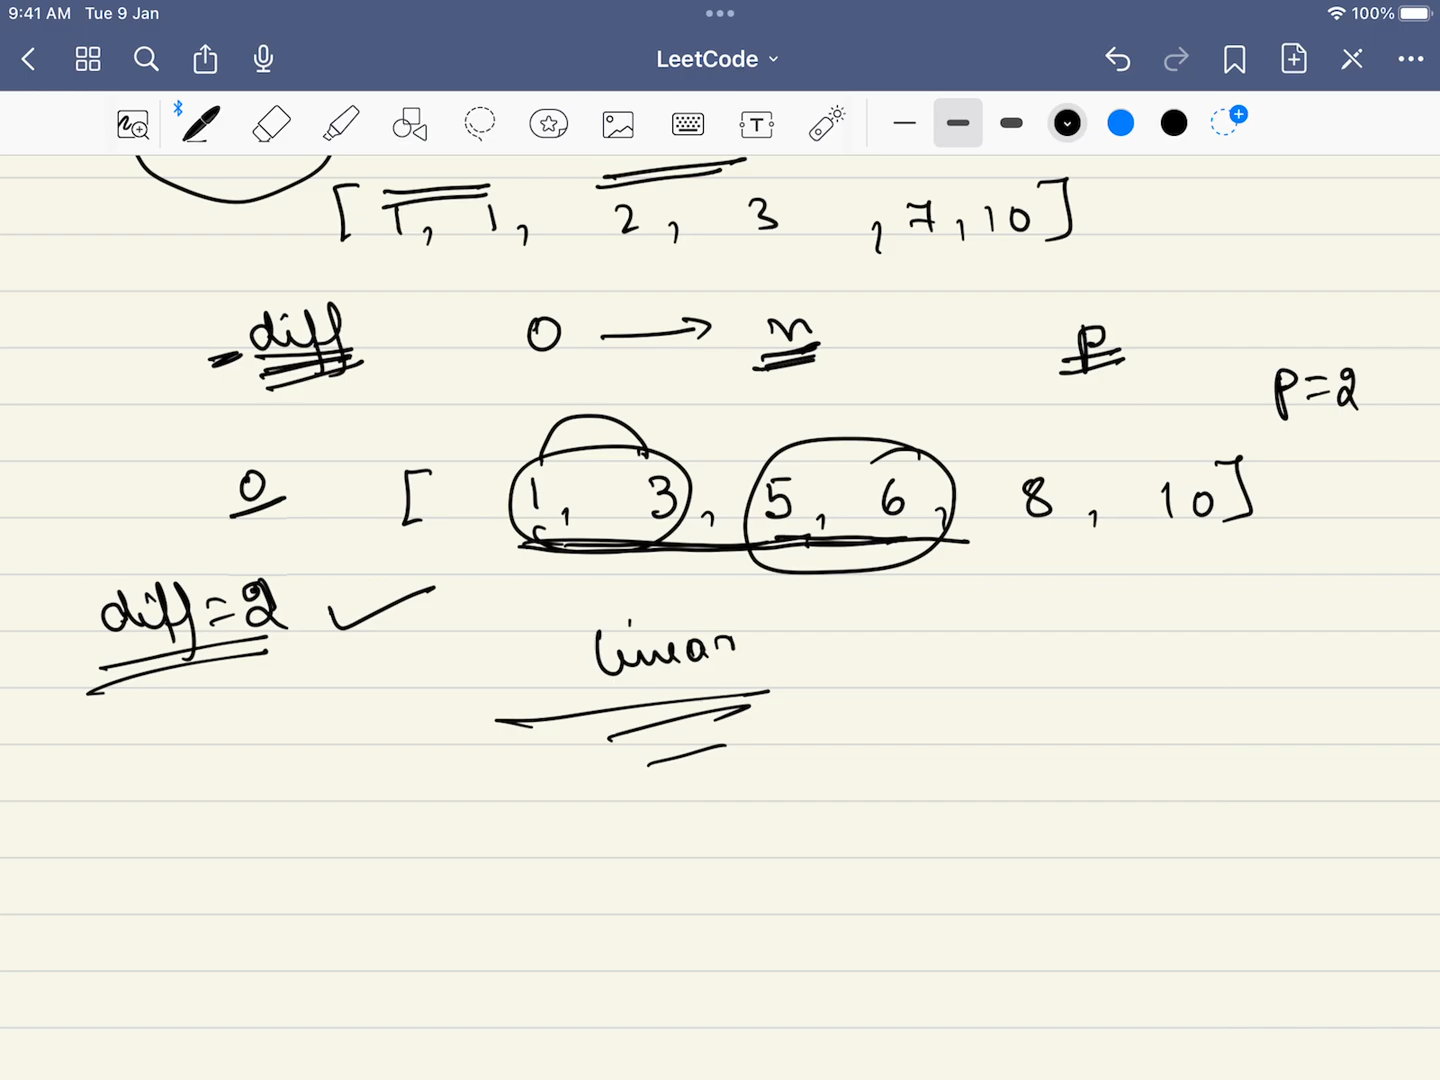 9:41 AM Tue 9 Jan
100%
LeetCode
T
[ 1, 1, 2, 3 , 7, 10 ]
diff 0 → n p
p=2
0 [ 1, 3, 5, 6, 8, 10 ]
diff=2 ✓
linear